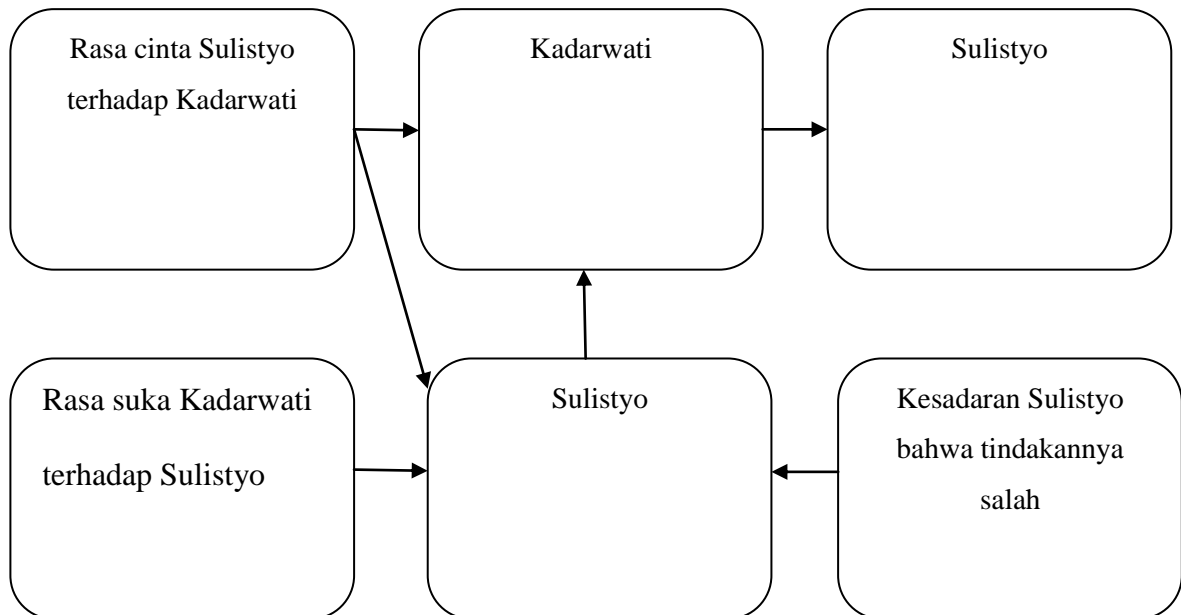 Rasa cinta Sulistyo
terhadap Kadarwati
Kadarwati
Sulistyo
Rasa suka Kadarwati
terhadap Sulistyo
Sulistyo
Kesadaran Sulistyo
bahwa tindakannya
salah